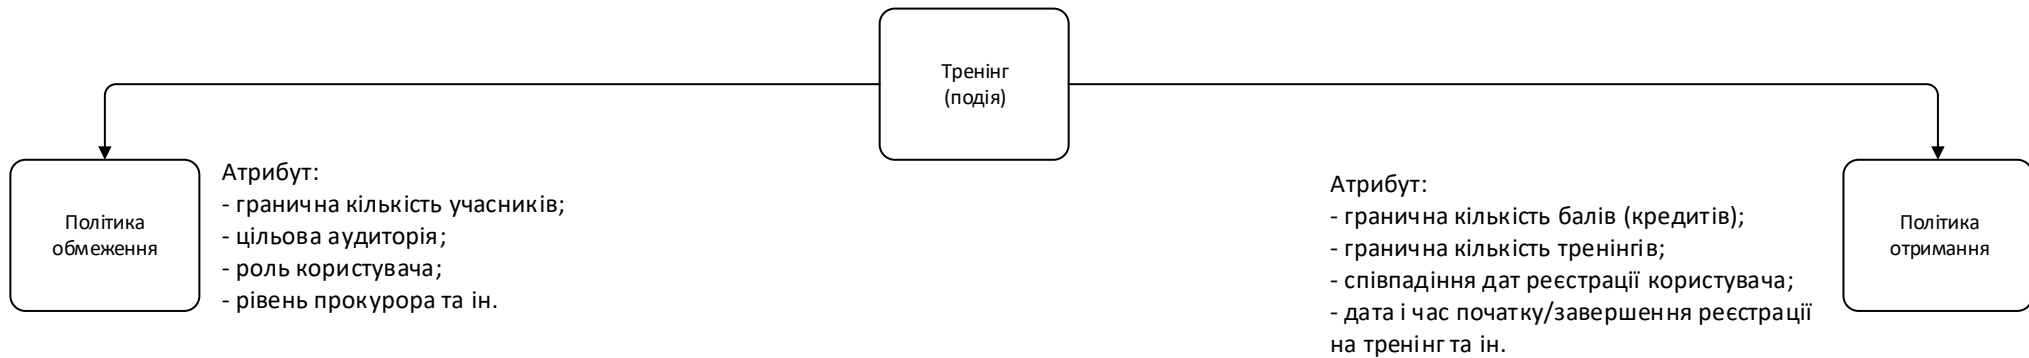 Тренінг
(подія)
Політика
обмеження
Атрибут:
- гранична кількість учасників;
- цільова аудиторія;
- роль користувача;
- рівень прокурора та ін.
Атрибут:
- гранична кількість балів (кредитів);
- гранична кількість тренінгів;
- співпадіння дат реєстрації користувача;
- дата і час початку/завершення реєстрації
на тренінг та ін.
Політика
отримання